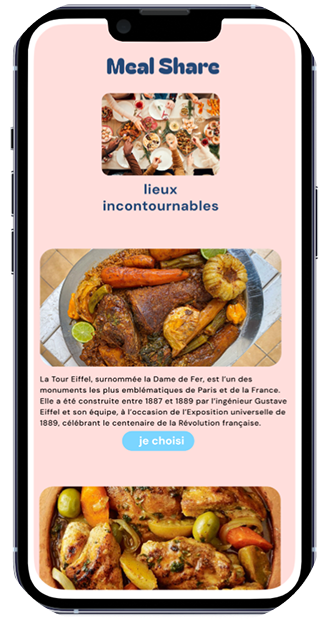 Meal Share
lieux
incontournables
La Tour Eiffel, surnommée la Dame de Fer, est l'un des
monuments les plus emblématiques de Paris et de la France.
Elle a été construite entre 1887 et 1889 par l'ingénieur Gustave
Eiffel et son équipe, à l'occasion de l'Exposition universelle de
1889, célébrant le centenaire de la Révolution française.
je choisi